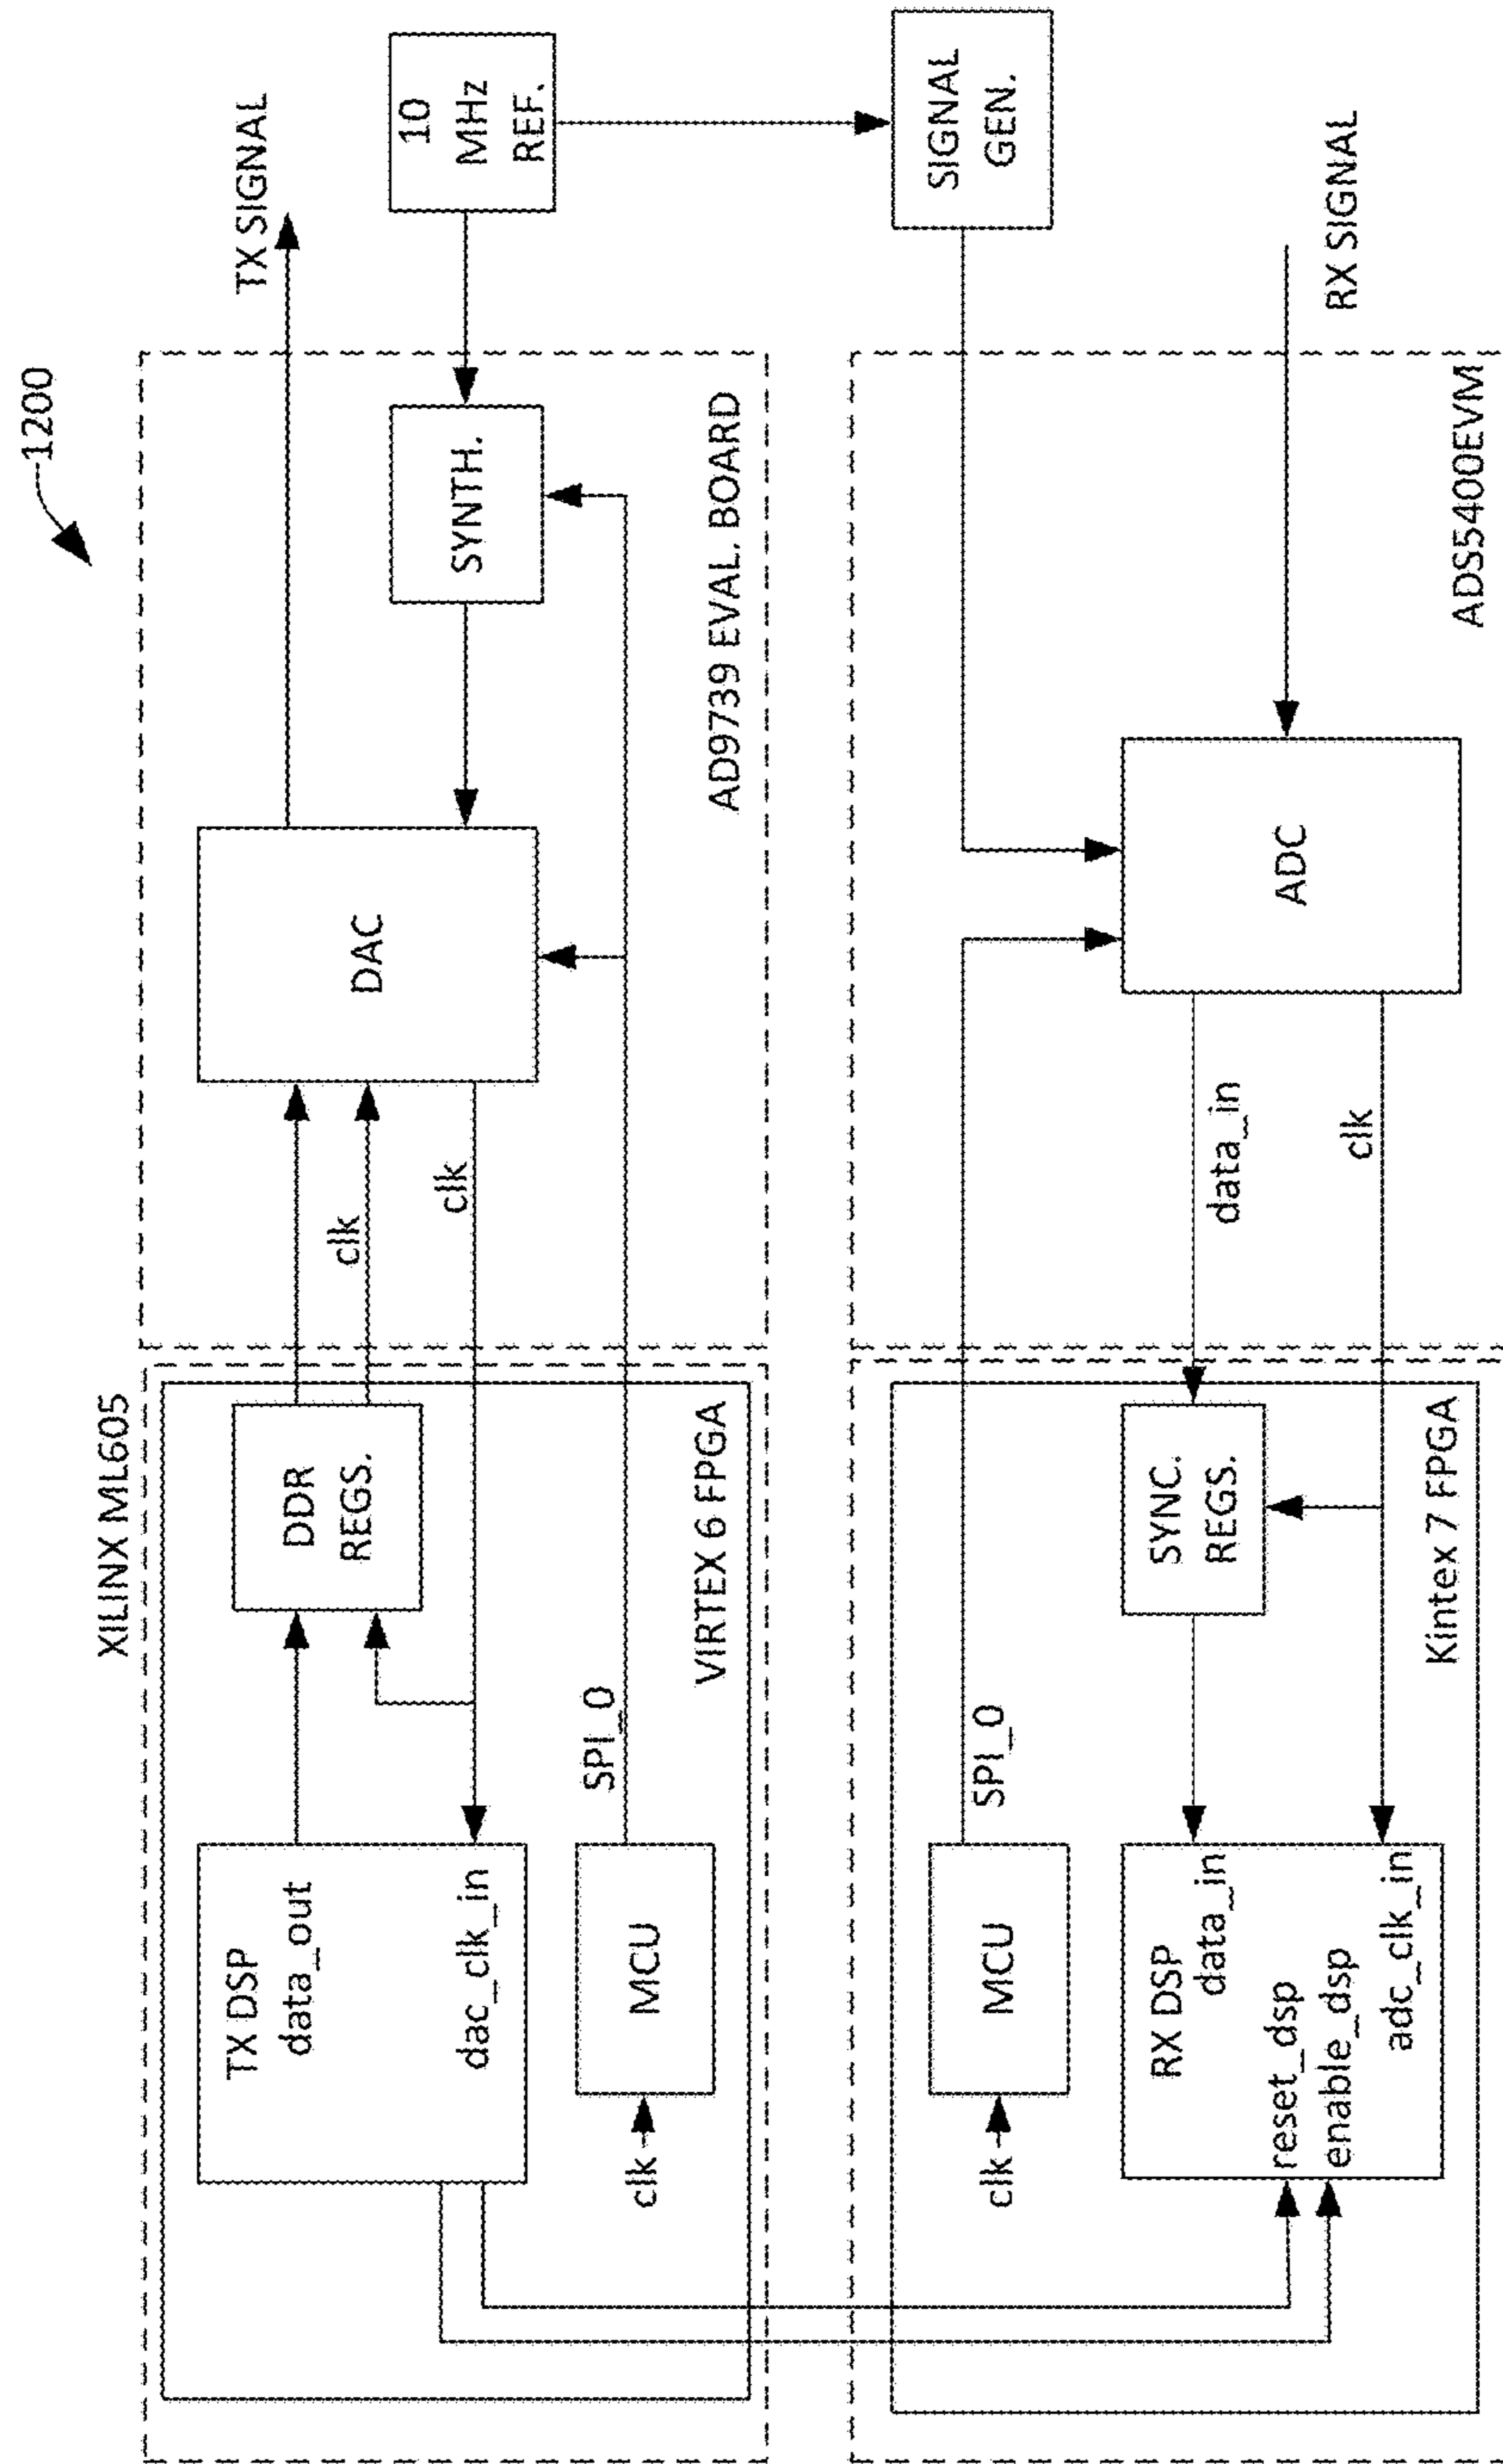 1200
XILINX ML605
TX DSP
data_out
dac_clk_in
DDR
REGS.
clk
clk
DAC
SYNTH.
TX SIGNAL
10
MHz
REF.
clk
MCU
SPI_0
VIRTEX 6 FPGA
AD9739 EVAL. BOARD
SIGNAL
GEN.
clk
MCU
SPI_0
RX DSP
data_in
reset_dsp
enable_dsp
adc_clk_in
SYNC.
REGS.
data_in
clk
ADC
RX SIGNAL
Kintex 7 FPGA
ADS5400EVM